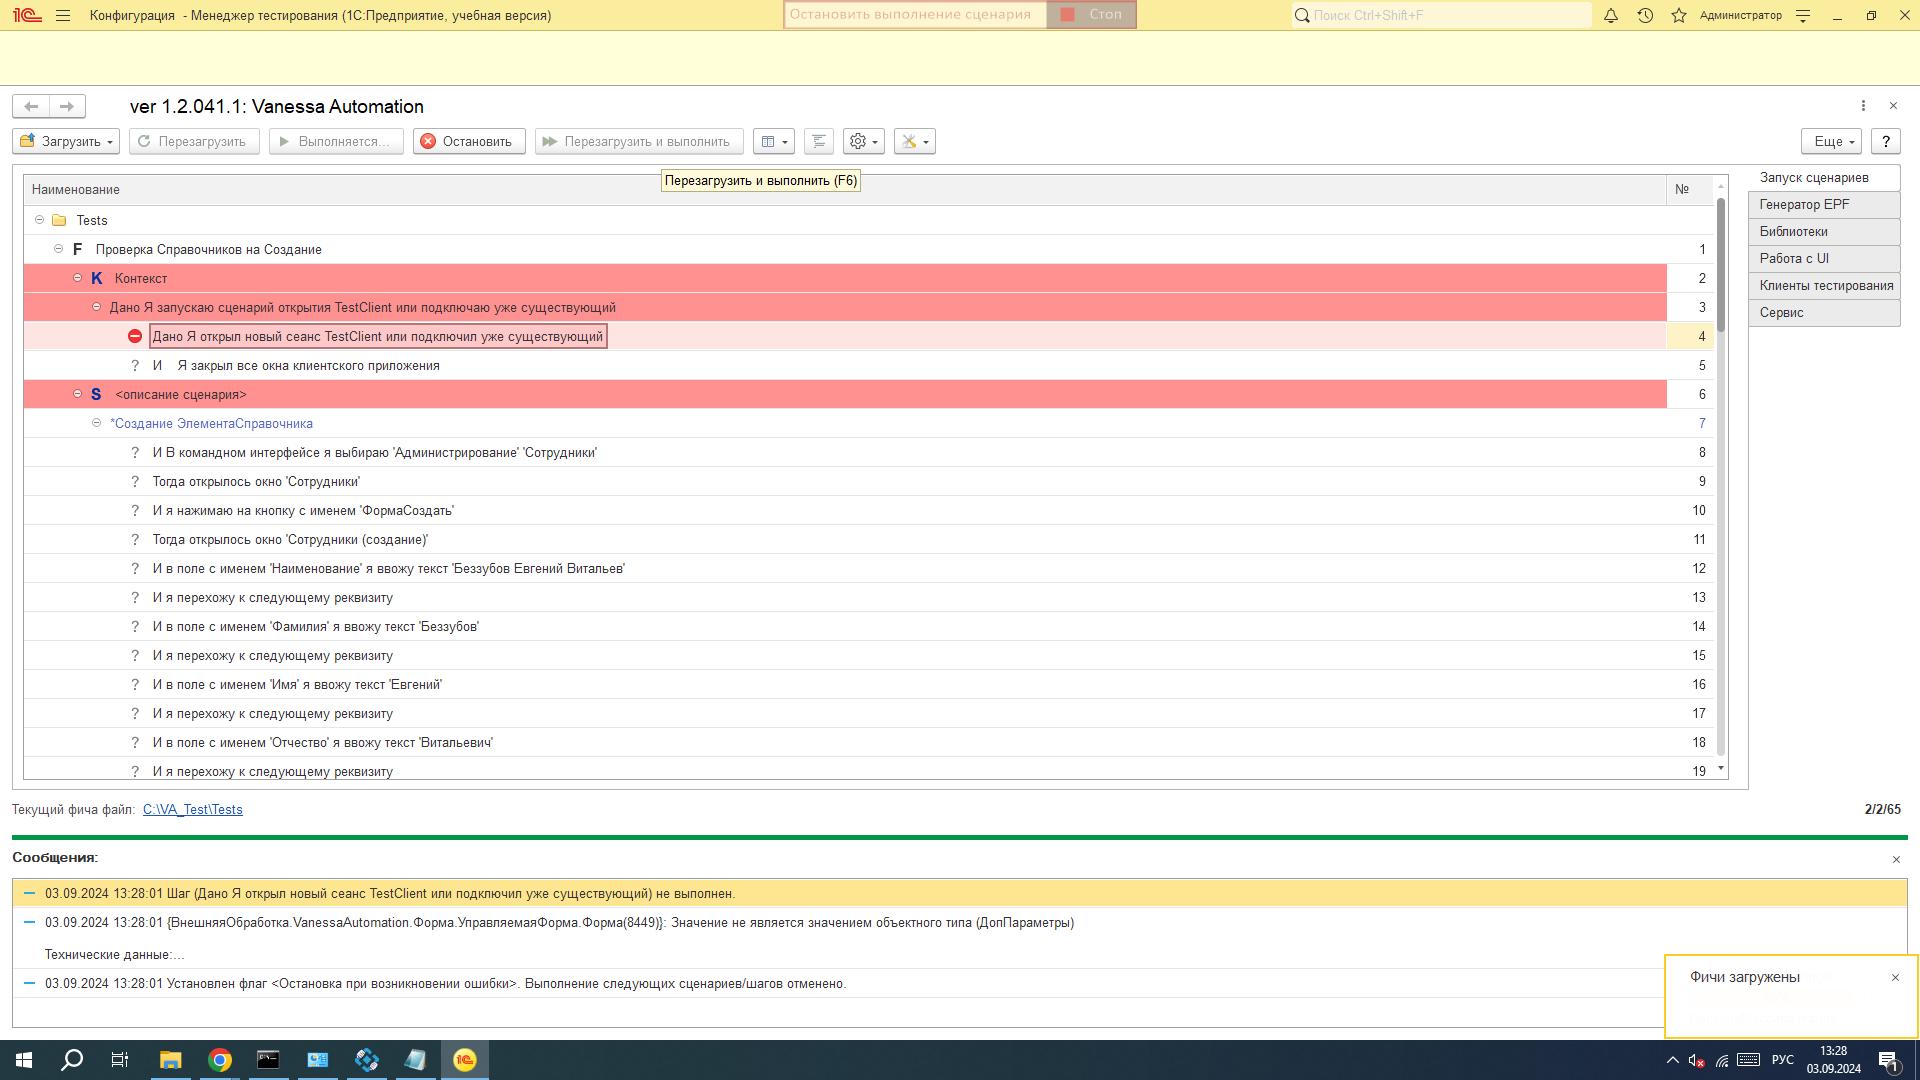 Конфигурация - Менеджер тестирования (1С:Предприятие, учебная версия)
Остановить выполнение сценария
Стоп
Поиск Ctrl+Shift+F
Администратор
ver 1.2.041.1: Vanessa Automation
Загрузить
Перезагрузить
Выполняется...
Остановить
Перезагрузить и выполнить
Еще
?
Перезагрузить и выполнить (F6)
Наименование
№
Tests
F Проверка Справочников на Создание 1
K Контекст 2
Дано Я запускаю сценарий открытия TestClient или подключаю уже существующий 3
Дано Я открыл новый сеанс TestClient или подключил уже существующий 4
? И Я закрыл все окна клиентского приложения 5
S <описание сценария> 6
*Создание ЭлементаСправочника 7
? И В командном интерфейсе я выбираю 'Администрирование' 'Сотрудники' 8
? Тогда открылось окно 'Сотрудники' 9
? И я нажимаю на кнопку с именем 'ФормаСоздать' 10
? Тогда открылось окно 'Сотрудники (создание)' 11
? И в поле с именем 'Наименование' я ввожу текст 'Беззубов Евгений Витальев' 12
? И я перехожу к следующему реквизиту 13
? И в поле с именем 'Фамилия' я ввожу текст 'Беззубов' 14
? И я перехожу к следующему реквизиту 15
? И в поле с именем 'Имя' я ввожу текст 'Евгений' 16
? И я перехожу к следующему реквизиту 17
? И в поле с именем 'Отчество' я ввожу текст 'Витальевич' 18
? И я перехожу к следующему реквизиту 19
Запуск сценариев
Генератор EPF
Библиотеки
Работа с UI
Клиенты тестирования
Сервис
Текущий фича файл: C:\VA_Test\Tests
2/2/65
Сообщения:
03.09.2024 13:28:01 Шаг (Дано Я открыл новый сеанс TestClient или подключил уже существующий) не выполнен.
03.09.2024 13:28:01 {ВнешняяОбработка.VanessaAutomation.Форма.УправляемаяФорма.Форма(8449)}: Значение не является значением объектного типа (ДопПараметры)
Технические данные:...
03.09.2024 13:28:01 Установлен флаг <Остановка при возникновении ошибки>. Выполнение следующих сценариев/шагов отменено.
Фичи загружены
РУС
13:28
03.09.2024
1